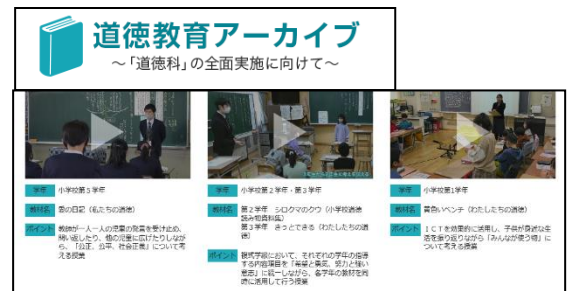 道徳教育アーカイブ
～「道徳科」の全面実施に向けて～
学年 小学校第5学年
教材名 愛の日記（私たちの道徳）
ポイント 教師が一人一人の児童の発言を受け止め、
問い返したり、他の児童に広げたりしなが
ら、「公正、公平、社会正義」について考
える授業
学年 小学校第2学年・第3学年
教材名 第2学年 シロクマのクウ（小学校道徳
読み物資料集）
第3学年 きっとできる（わたしたちの道
徳）
ポイント 複式学級において、それぞれの学年の指導
する内容項目を「希望と勇気、努力と強い
意志」に統一しながら、各学年の教材を同
時に活用して行う授業
学年 小学校第1学年
教材名 黄色いベンチ（わたしたちの道徳）
ポイント ICTを効果的に活用し、子供が身近な生
活を振り返りながら「みんなが使う物」に
ついて考える授業